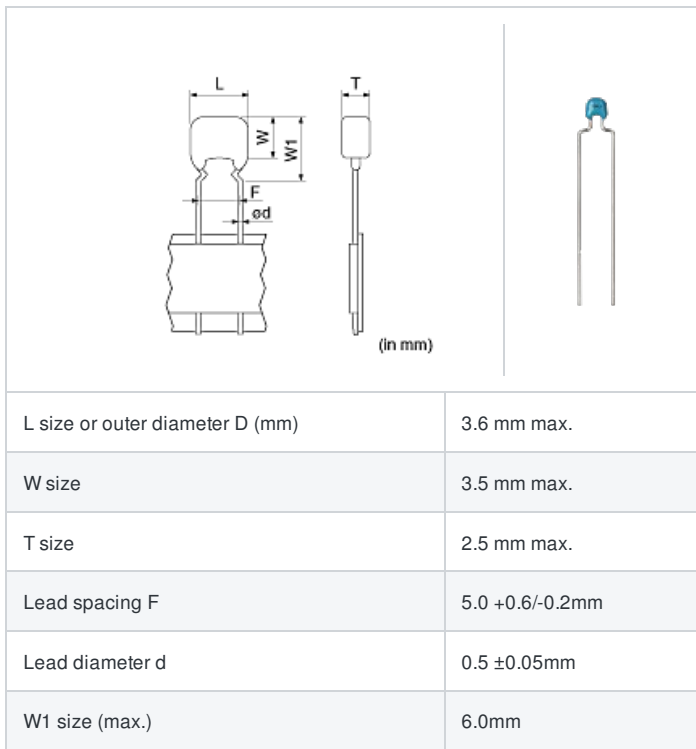 L
T
W
W1
F
ød
(in mm)
L size or outer diameter D (mm) 3.6 mm max.
W size 3.5 mm max.
T size 2.5 mm max.
Lead spacing F 5.0 +0.6/-0.2mm
Lead diameter d 0.5 ±0.05mm
W1 size (max.) 6.0mm